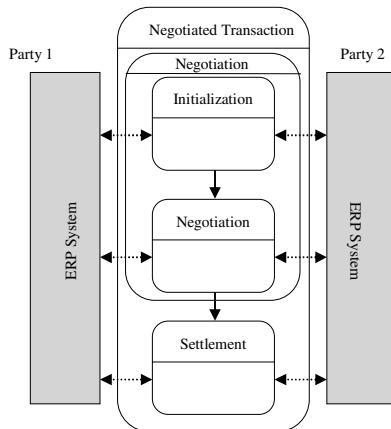 Negotiated Transaction
Party 1
Party 2
Negotiation
Initialization
ERP System
ERP System
Negotiation
Settlement